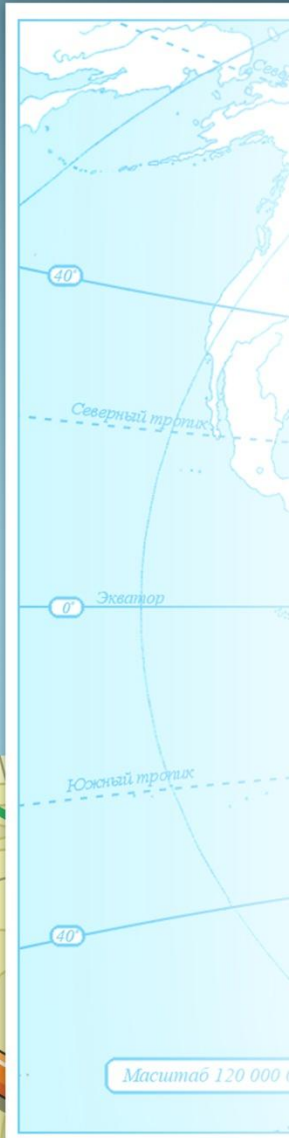 40°
Северный тропик
0°
Экватор
Южный тропик
40°
Масштаб 120 000